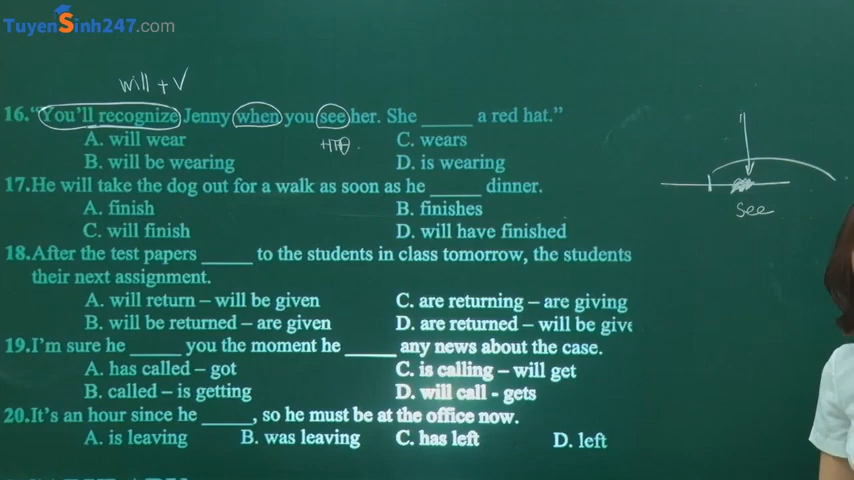 TuyenSinh247.com
will + V
16."You'll recognize Jenny when you see her. She _____ a red hat."
A. will wear
C. wears
HTĐ
B. will be wearing
D. is wearing
17.He will take the dog out for a walk as soon as he _____ dinner.
see
A. finish
B. finishes
C. will finish
D. will have finished
18.After the test papers _____ to the students in class tomorrow, the students
their next assignment.
A. will return – will be given
C. are returning – are giving
B. will be returned – are given
D. are returned – will be give
19.I'm sure he _____ you the moment he _____ any news about the case.
A. has called – got
C. is calling – will get
B. called – is getting
D. will call - gets
20.It's an hour since he _____, so he must be at the office now.
A. is leaving
B. was leaving
C. has left
D. left